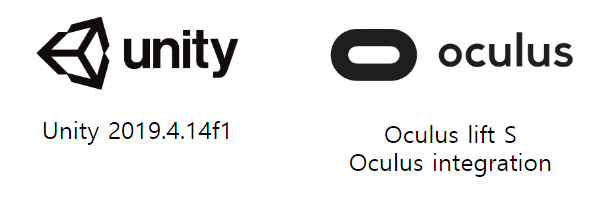 unity
Unity 2019.4.14f1
oculus
Oculus lift S
Oculus integration